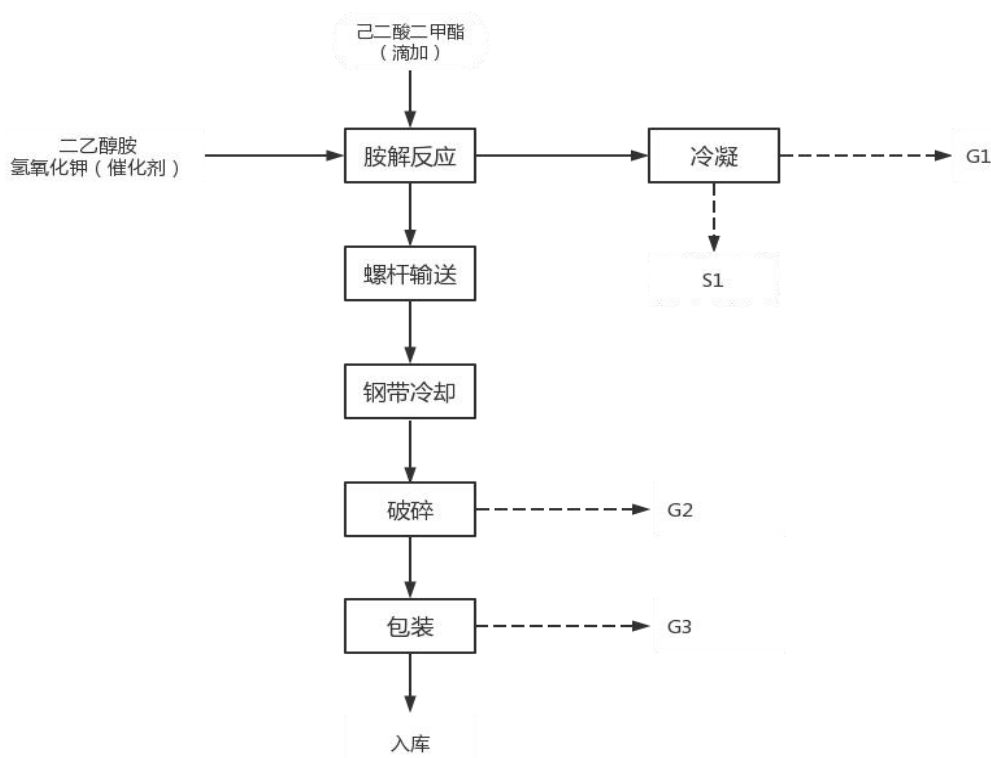 己二酸二甲酯
（滴加）
二乙醇胺
氢氧化钾（催化剂）
胺解反应
冷凝
G1
螺杆输送
S1
钢带冷却
破碎
G2
包装
G3
入库